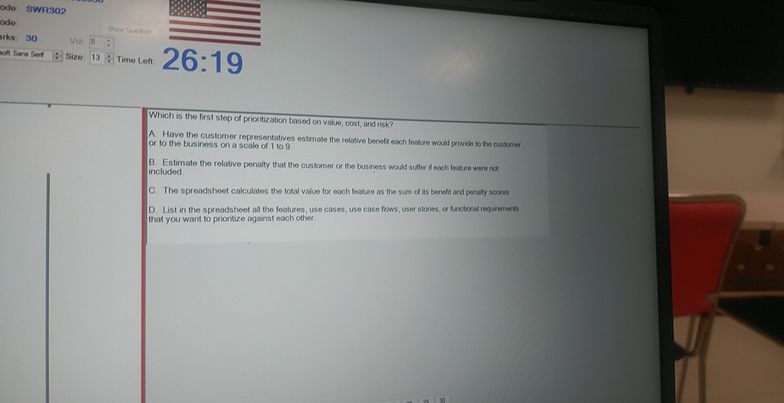 ode: SWR302
ode:
Show Question
arks: 30
Vol: 8
soft Sans Serif Size: 13 Time Left: 26:19
Which is the first step of prioritization based on value, cost, and risk?
A. Have the customer representatives estimate the relative benefit each feature would provide to the customer
or to the business on a scale of 1 to 9.
B. Estimate the relative penalty that the customer or the business would suffer if each feature were not
included.
C. The spreadsheet calculates the total value for each feature as the sum of its benefit and penalty scores
D. List in the spreadsheet all the features, use cases, use case flows, user stories, or functional requirements
that you want to prioritize against each other.